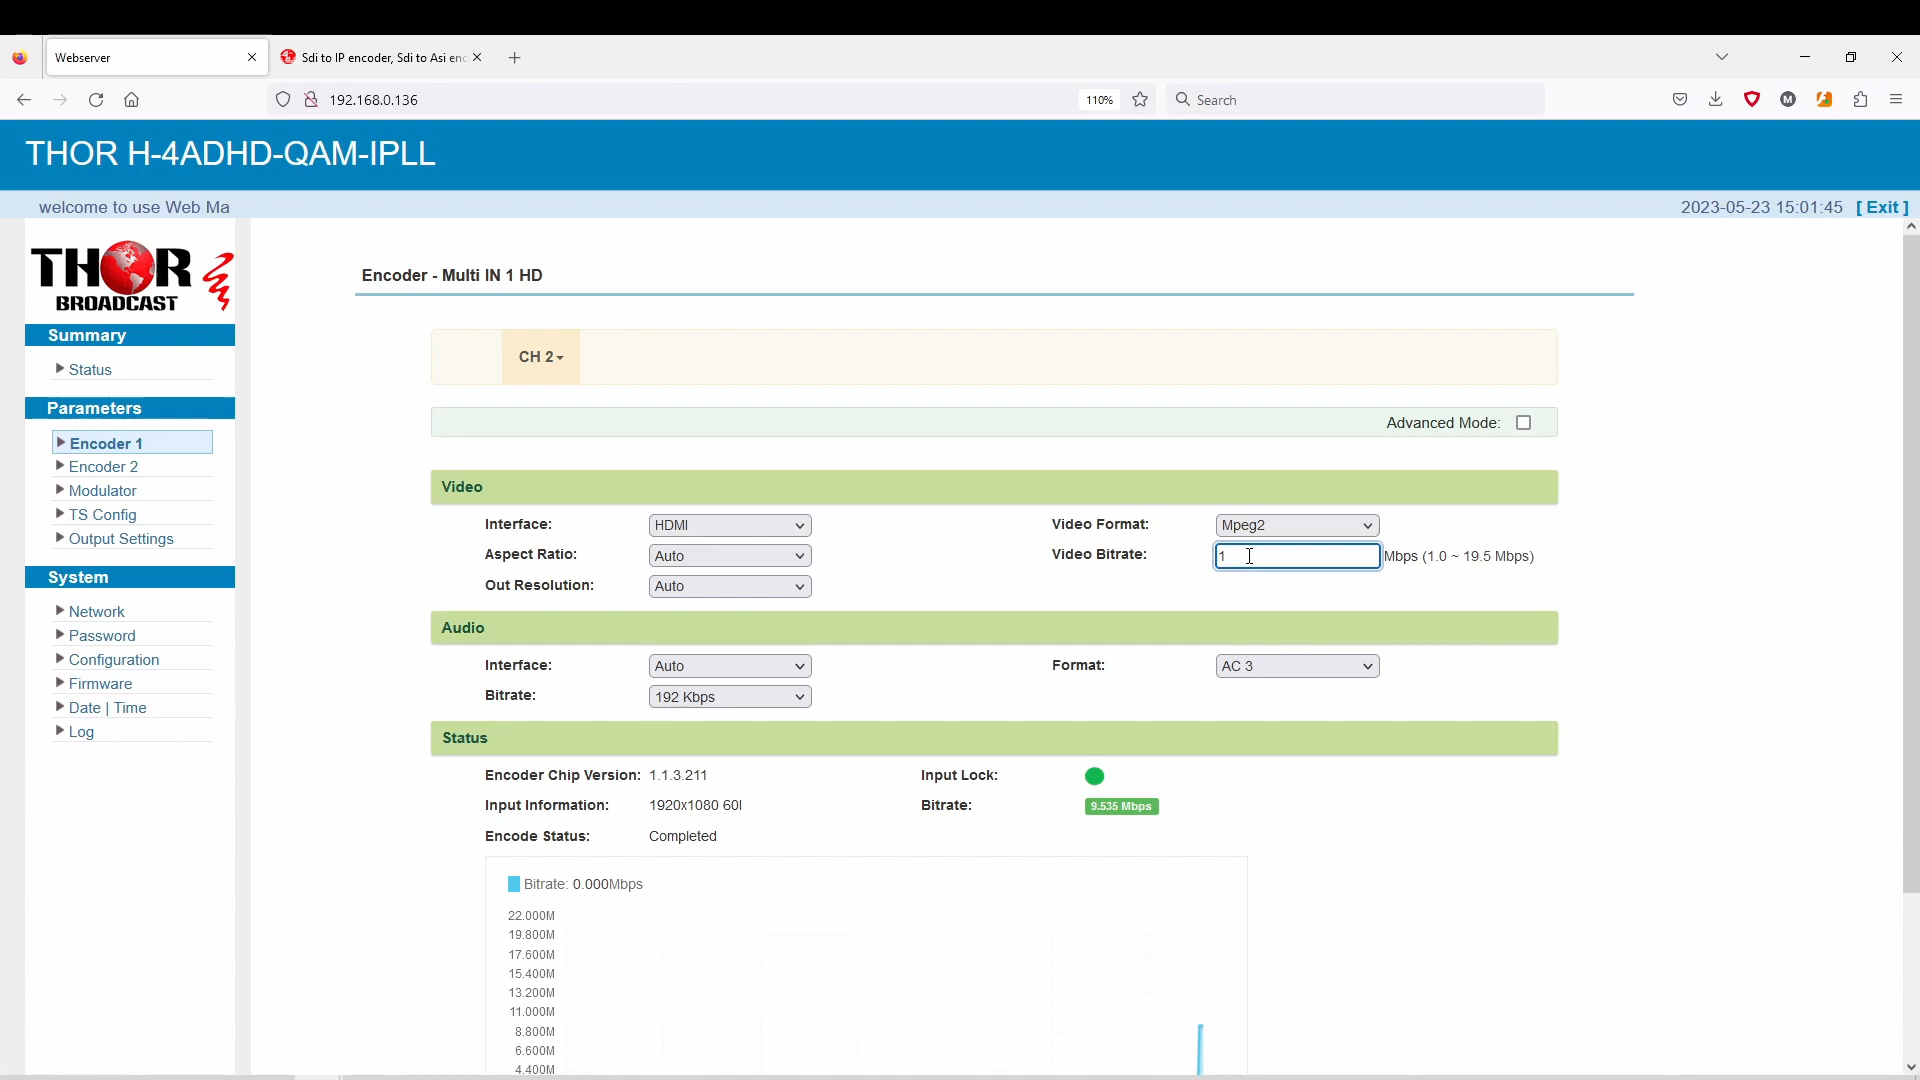 Webserver
Sdi to IP encoder, Sdi to Asi enc
192.168.0.136
110%
Search
THOR H-4ADHD-QAM-IPLL
welcome to use Web Ma
2023-05-23 15:01:45 [ Exit ]
THOR
BROADCAST
Summary
Status
Parameters
Encoder 1
Encoder 2
Modulator
TS Config
Output Settings
System
Network
Password
Configuration
Firmware
Date | Time
Log
Encoder - Multi IN 1 HD
CH 2
Advanced Mode:
Video
Interface: HDMI Video Format: Mpeg2
Aspect Ratio: Auto Video Bitrate: 1 Mbps (1.0 ~ 19.5 Mbps)
Out Resolution: Auto
Audio
Interface: Auto Format: AC 3
Bitrate: 192 Kbps
Status
Encoder Chip Version: 1.1.3.211 Input Lock:
Input Information: 1920x1080 60I Bitrate: 9.535 Mbps
Encode Status: Completed
Bitrate: 0.000Mbps
22.000M
19.800M
17.600M
15.400M
13.200M
11.000M
8.800M
6.600M
4.400M